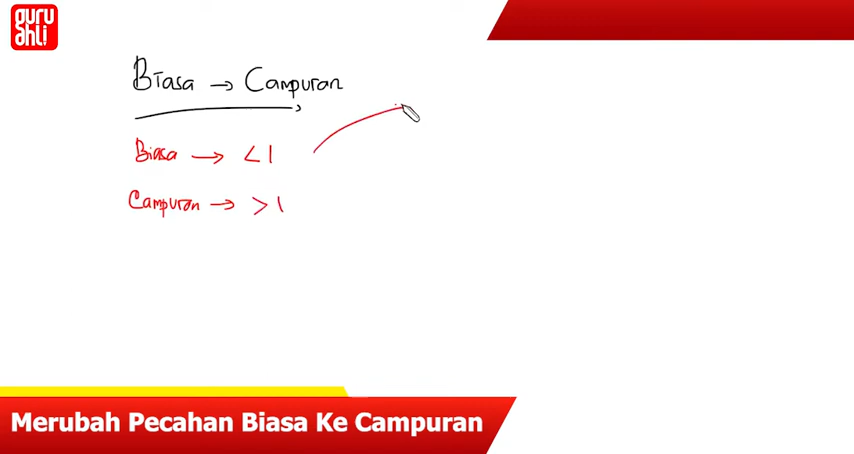 guru
ahli
Biasa → Campuran
Biasa → < 1
Campuran → > 1
Merubah Pecahan Biasa Ke Campuran